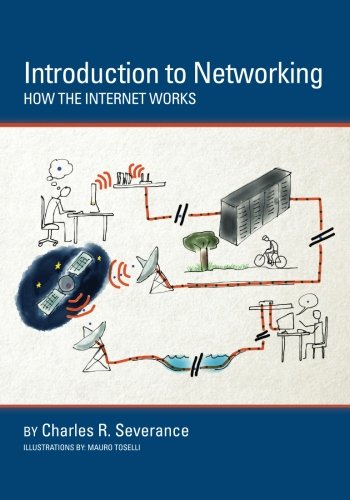 Introduction to Networking
HOW THE INTERNET WORKS
BY Charles R. Severance
ILLUSTRATIONS BY: MAURO TOSELLI